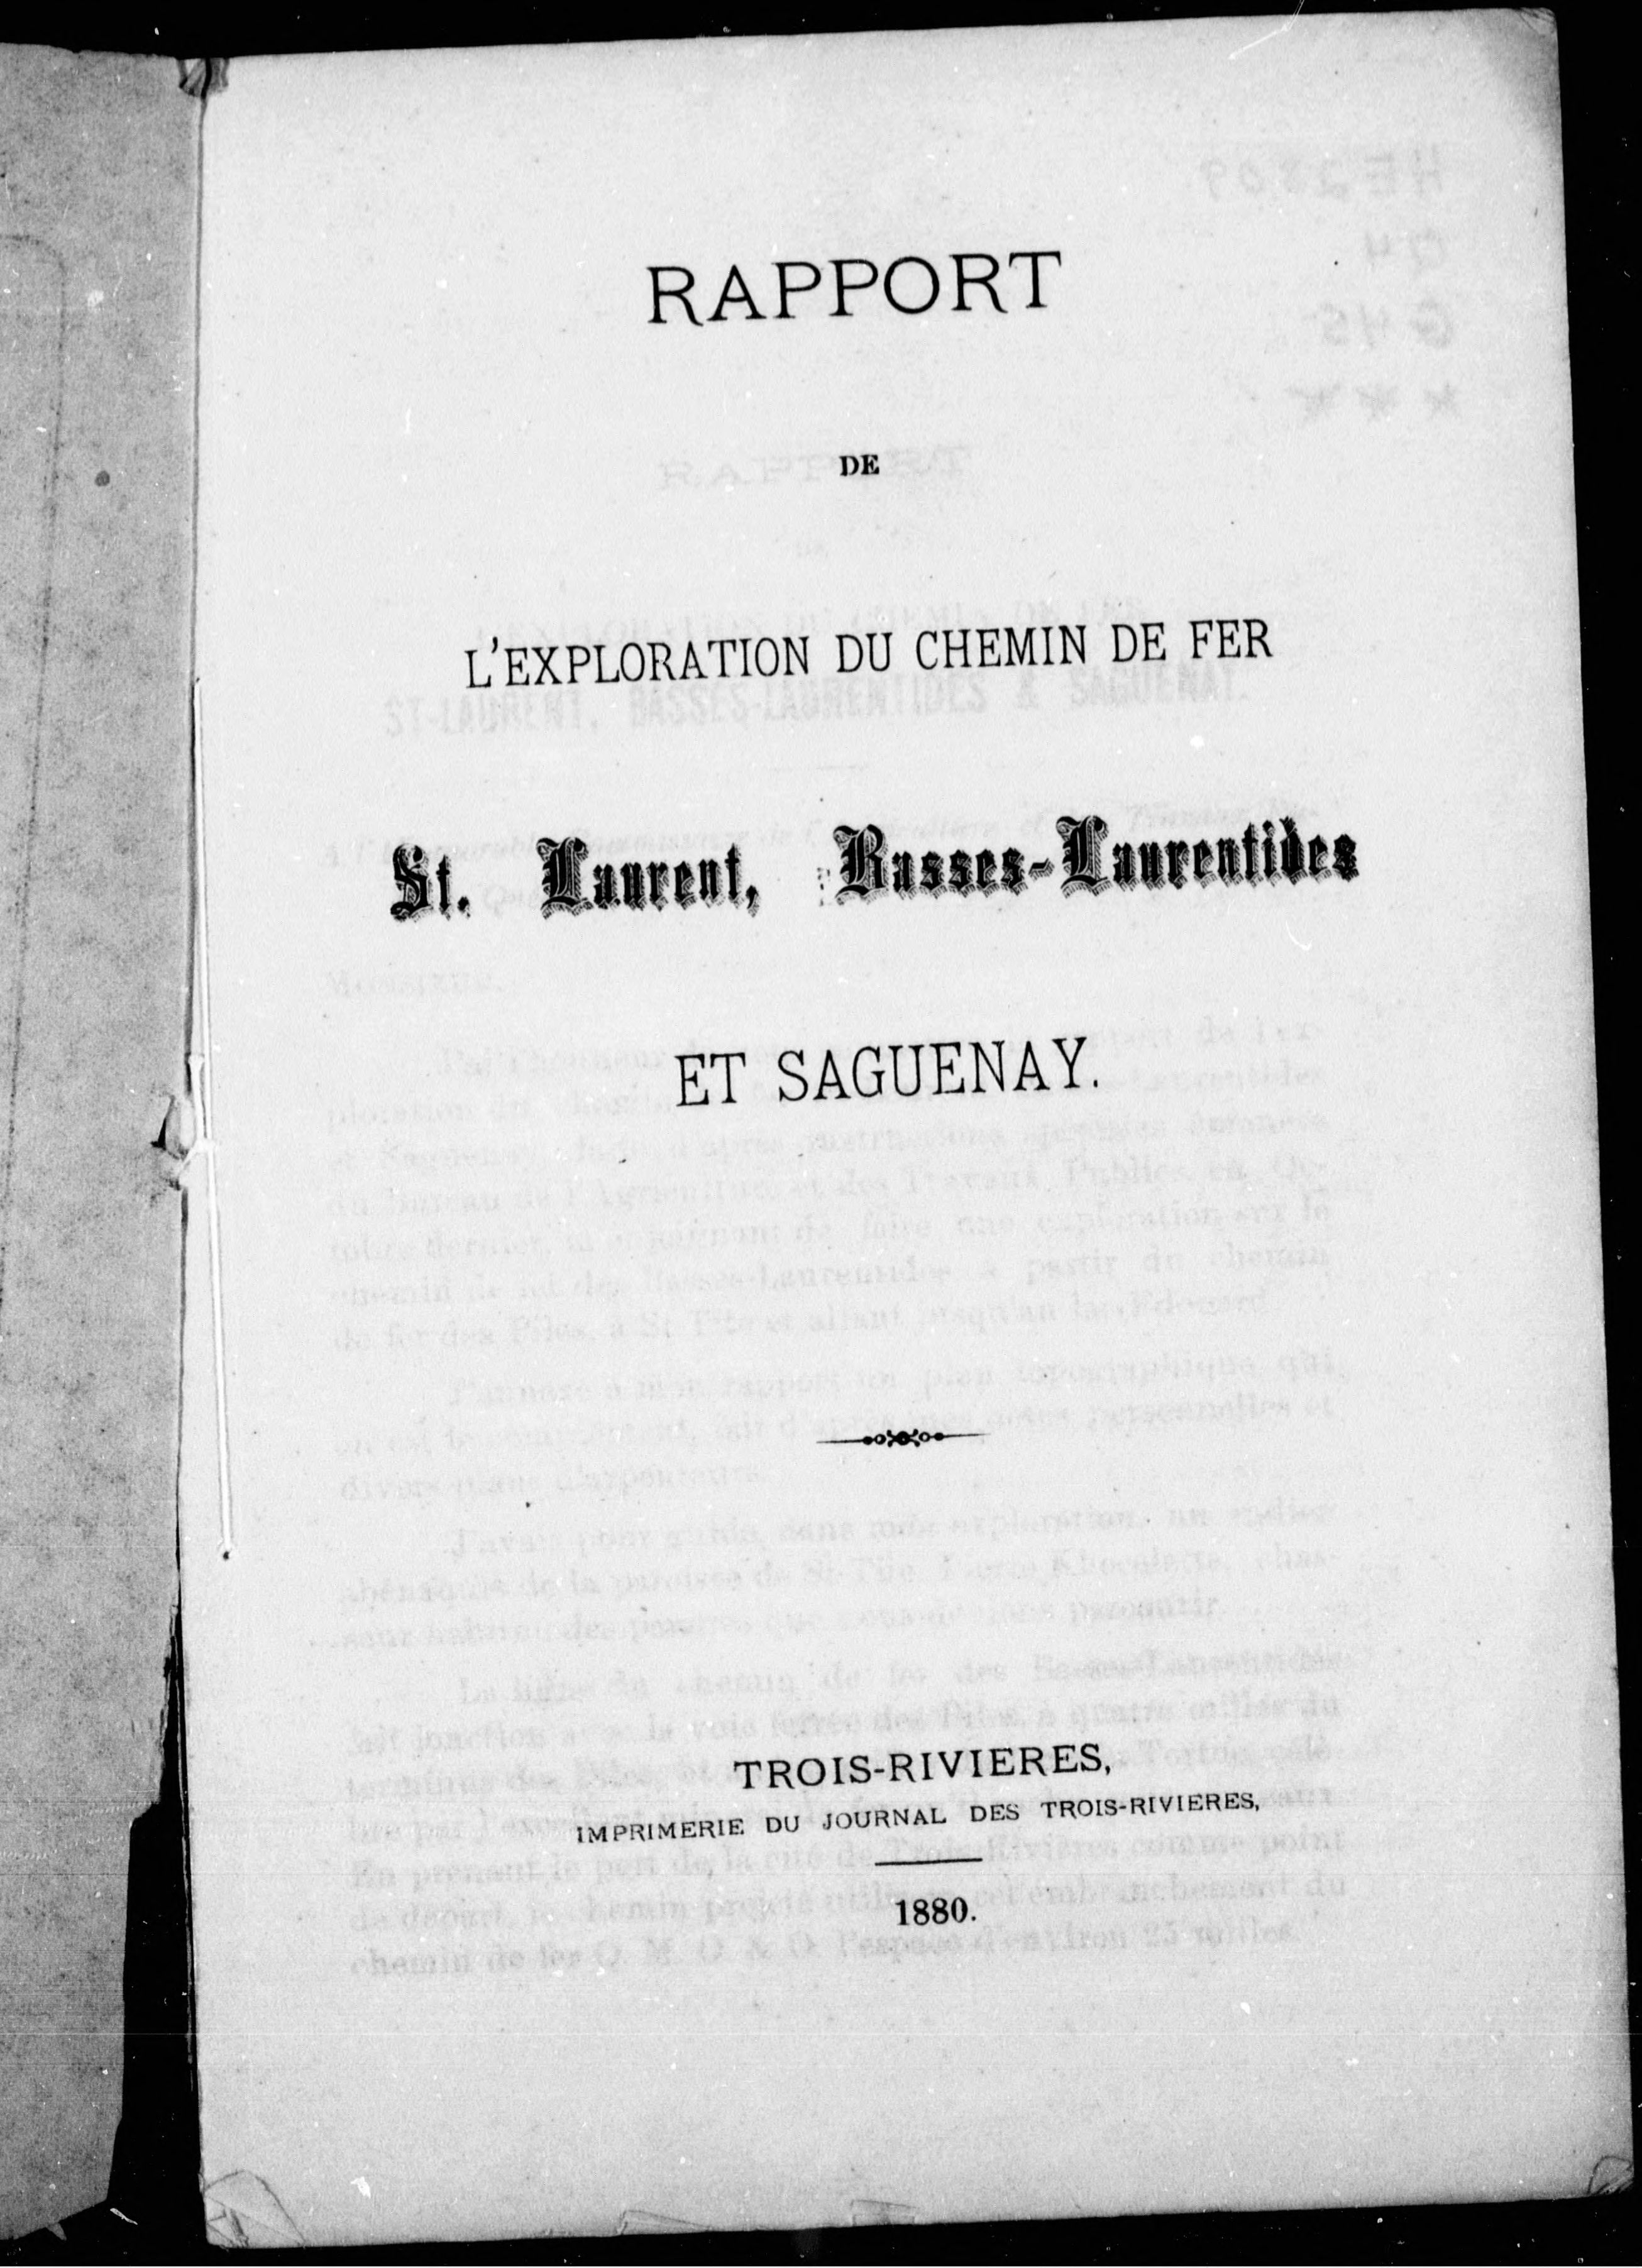 RAPPORT
DE
L'EXPLORATION DU CHEMIN DE FER
St. Laurent, Basses-Laurentides
ET SAGUENAY.
TROIS-RIVIERES,
IMPRIMERIE DU JOURNAL DES TROIS-RIVIERES,
1880.